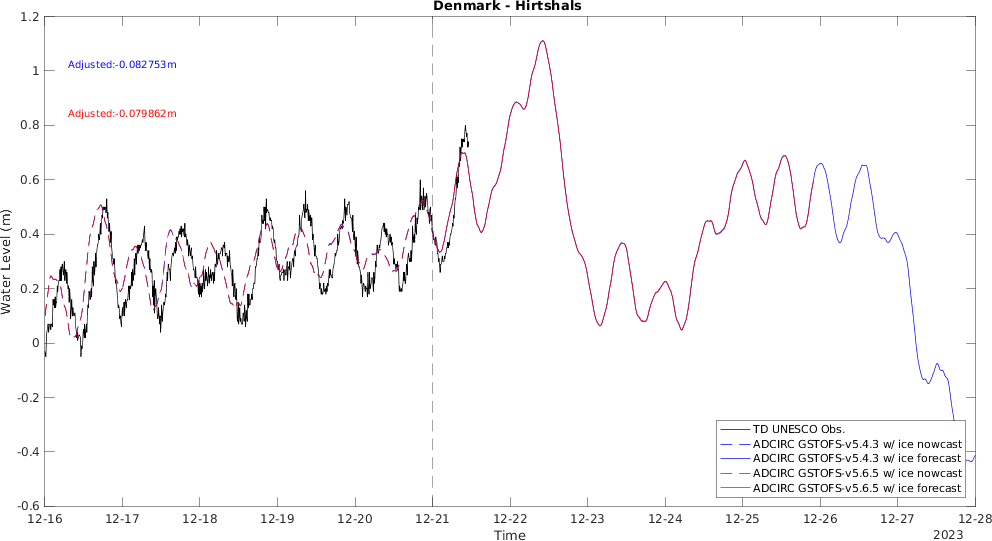 Denmark - Hirtshals
1.2
1
0.8
0.6
0.4
0.2
0
-0.2
-0.4
-0.6
Water Level (m)
Adjusted:-0.082753m
Adjusted:-0.079862m
TD UNESCO Obs.
ADCIRC GSTOFS-v5.4.3 w/ ice nowcast
ADCIRC GSTOFS-v5.4.3 w/ ice forecast
ADCIRC GSTOFS-v5.6.5 w/ ice nowcast
ADCIRC GSTOFS-v5.6.5 w/ ice forecast
12-16 12-17 12-18 12-19 12-20 12-21 12-22 12-23 12-24 12-25 12-26 12-27 12-28
Time
2023